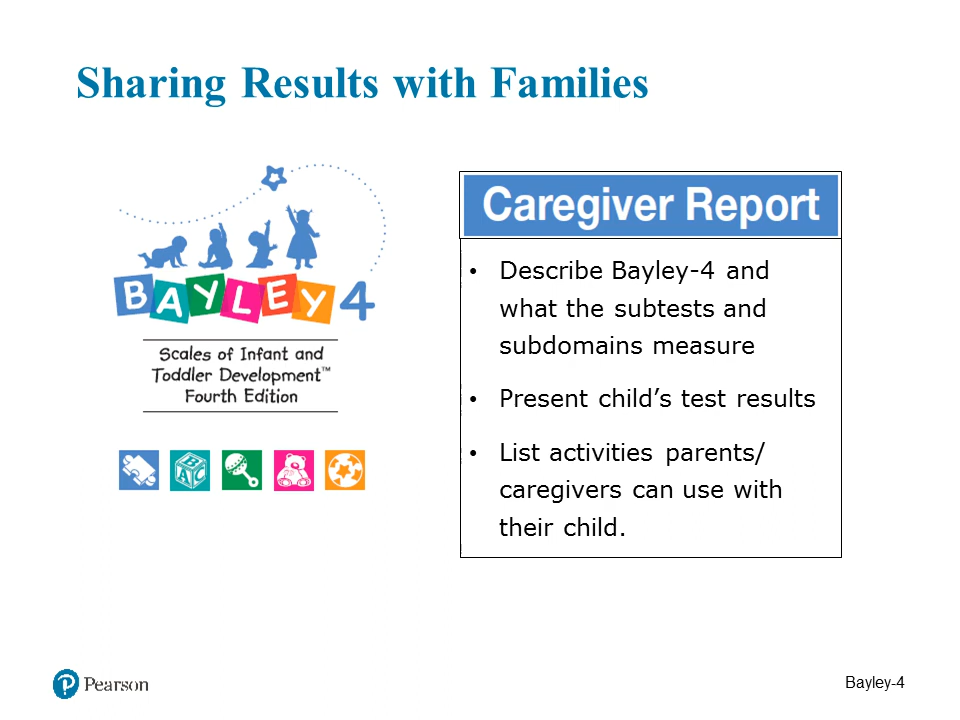 Sharing Results with Families
BAYLEY 4
Scales of Infant and
Toddler Development™
Fourth Edition
Caregiver Report
• Describe Bayley-4 and
what the subtests and
subdomains measure
• Present child’s test results
• List activities parents/
caregivers can use with
their child.
P Pearson
Bayley-4